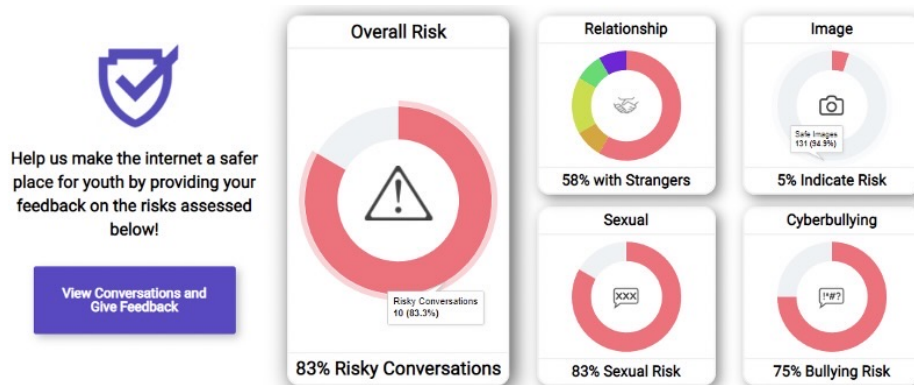 Help us make the internet a safer
place for youth by providing your
feedback on the risks assessed
below!
View Conversations and
Give Feedback
Overall Risk
Risky Conversations
10 (83.3%)
83% Risky Conversations
Relationship
58% with Strangers
Image
Safe Images
131 (94.9%)
5% Indicate Risk
Sexual
XXX
83% Sexual Risk
Cyberbullying
!*#?
75% Bullying Risk